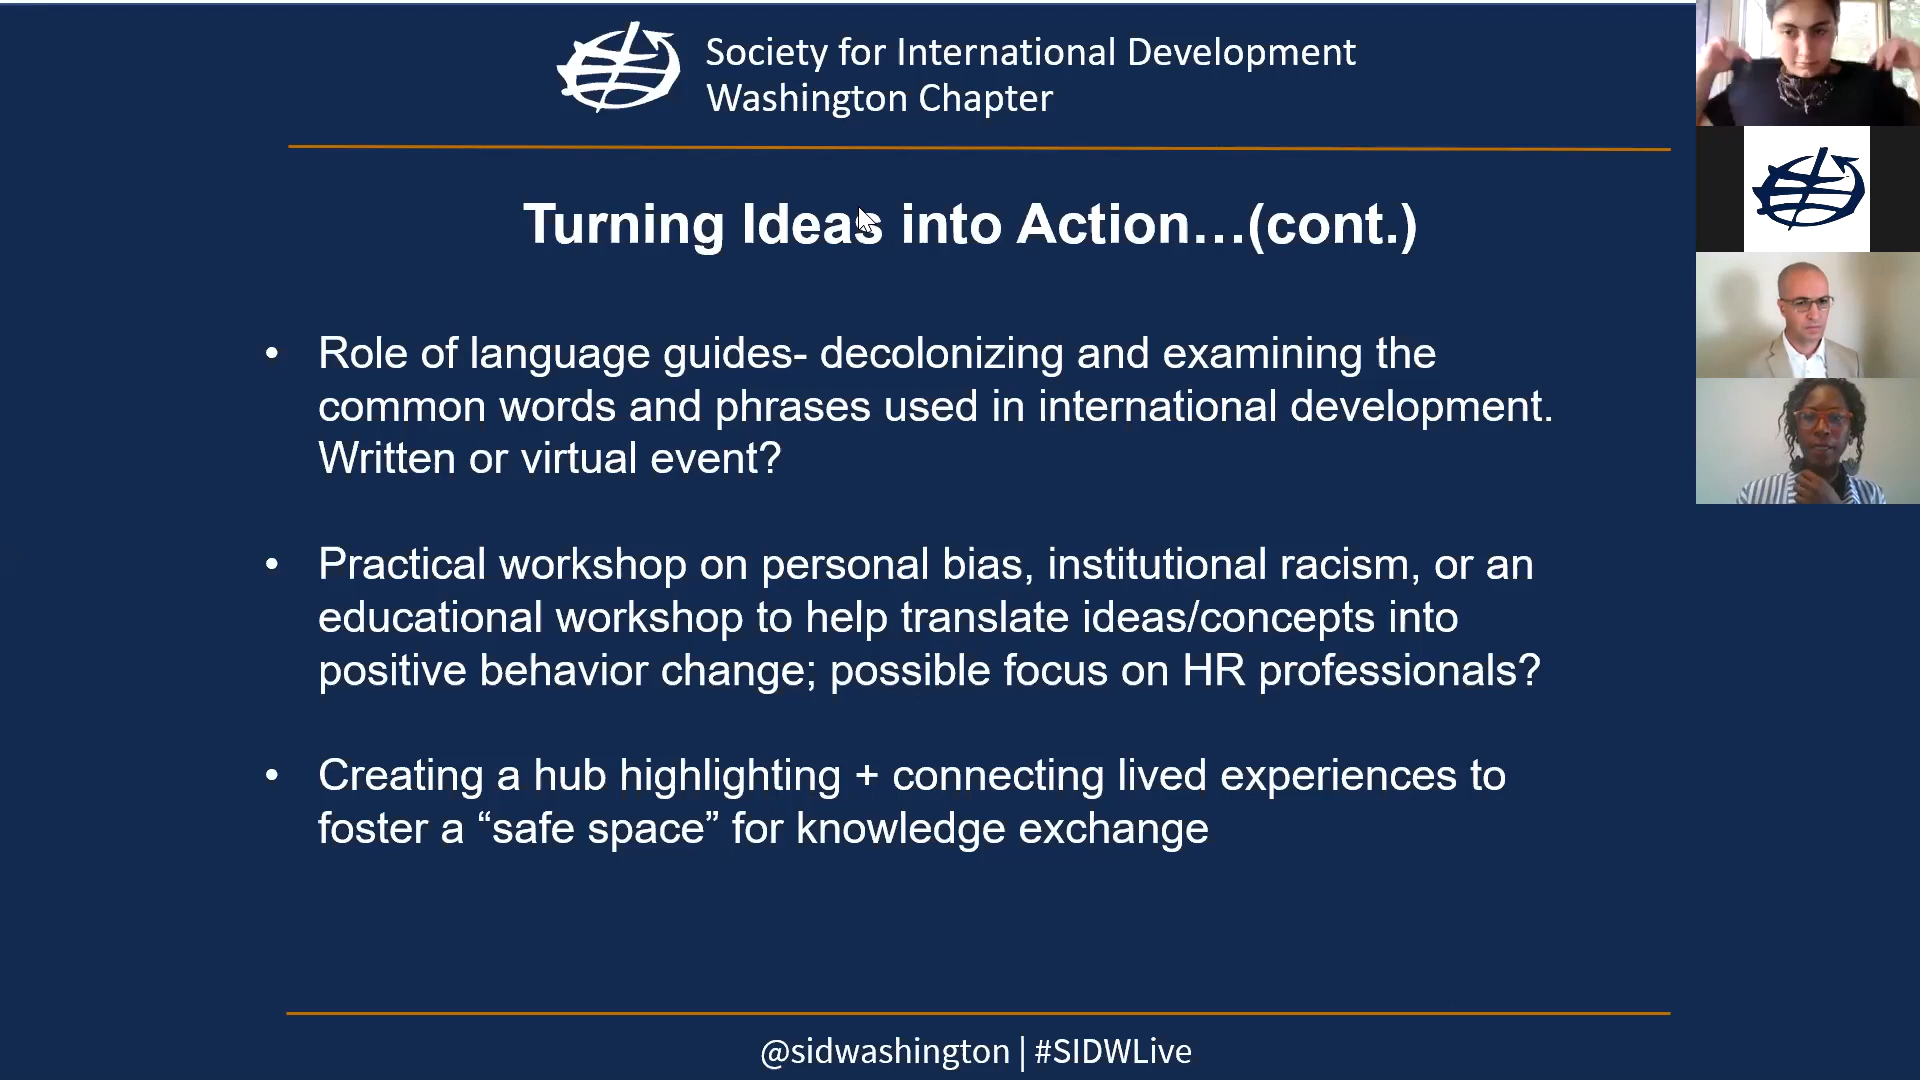 Society for International Development
Washington Chapter
Turning Ideas into Action…(cont.)
• Role of language guides- decolonizing and examining the
common words and phrases used in international development.
Written or virtual event?
• Practical workshop on personal bias, institutional racism, or an
educational workshop to help translate ideas/concepts into
positive behavior change; possible focus on HR professionals?
• Creating a hub highlighting + connecting lived experiences to
foster a “safe space” for knowledge exchange
@sidwashington | #SIDWLive